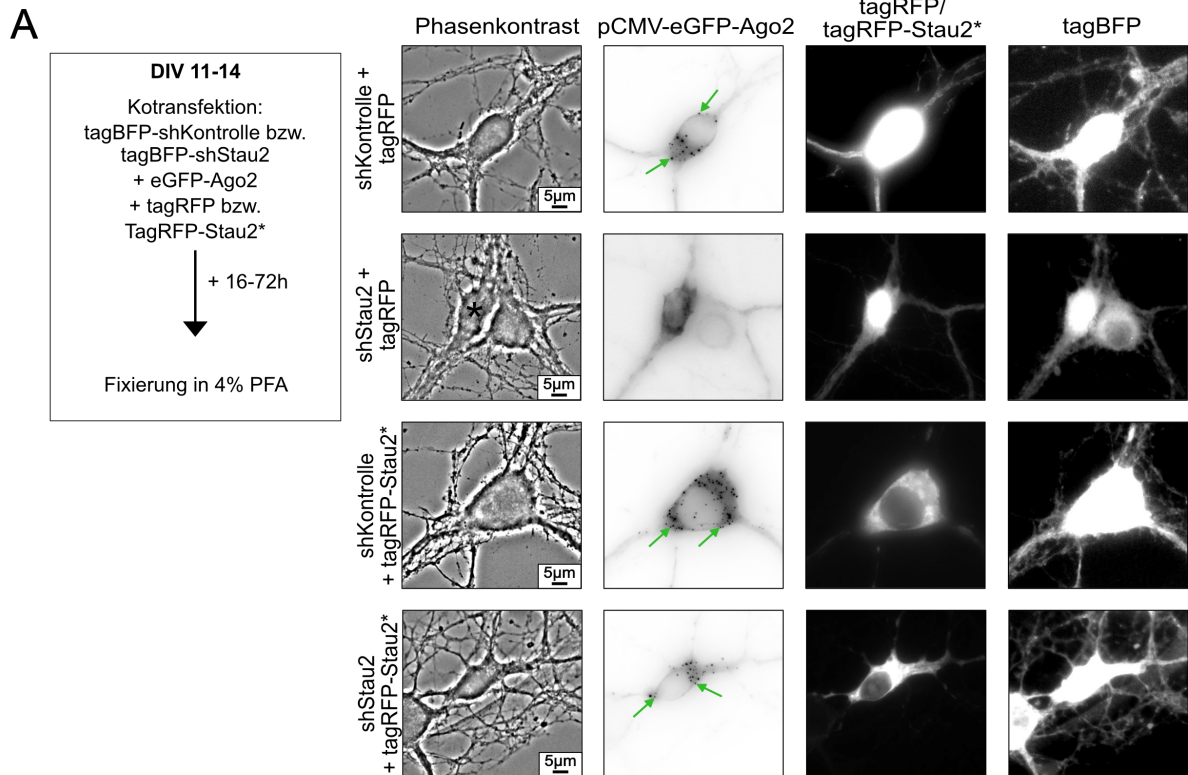 A
DIV 11-14
Kotransfektion:
tagBFP-shKontrolle bzw.
tagBFP-shStau2
+ eGFP-Ago2
+ tagRFP bzw.
TagRFP-Stau2*
+ 16-72h
Fixierung in 4% PFA
Phasenkontrast
pCMV-eGFP-Ago2
tagRFP/
tagRFP-Stau2*
tagBFP
shKontrolle +
tagRFP
5µm
shStau2 +
tagRFP
*
5µm
shKontrolle
+ tagRFP-Stau2*
5µm
shStau2
+ tagRFP-Stau2*
5µm